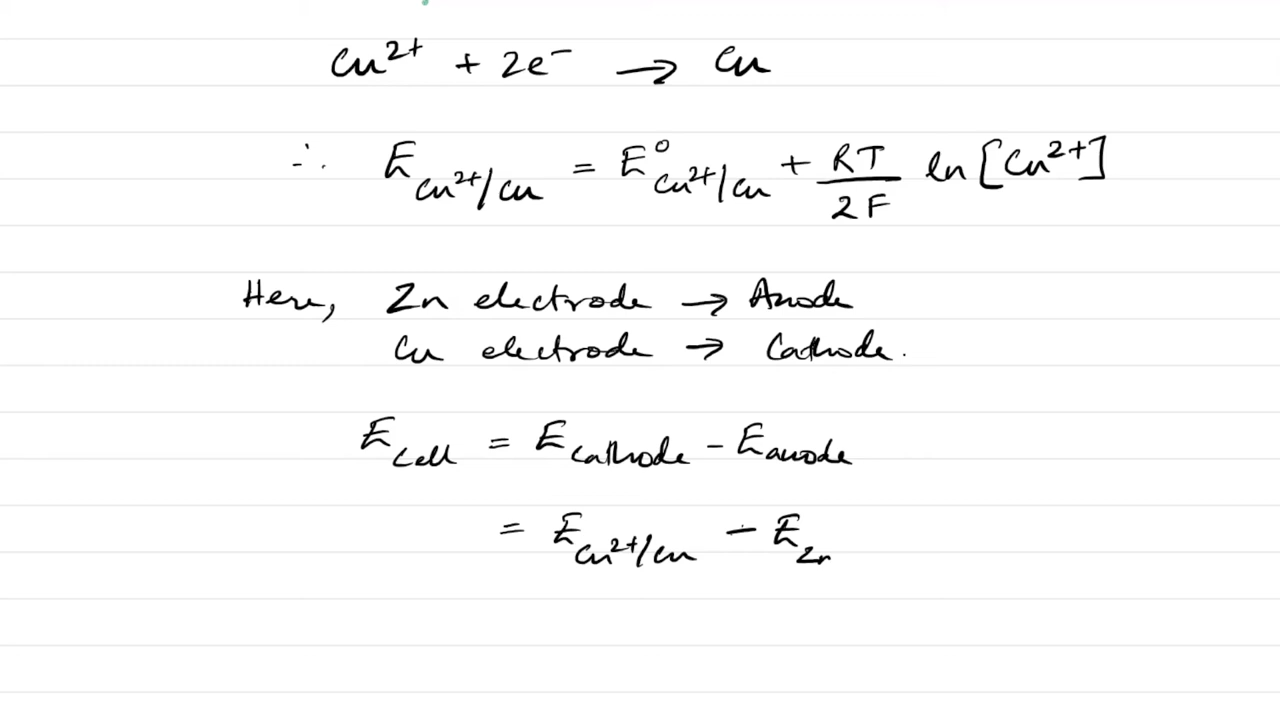 Cu²⁺ + 2e⁻ → Cu
∴ E_Cu²⁺/Cu = E°_Cu²⁺/Cu + RT/2F ln [Cu²⁺]
Here, Zn electrode → Anode
Cu electrode → Cathode.
E_cell = E_cathode - E_anode
= E_Cu²⁺/Cu - E_Zn